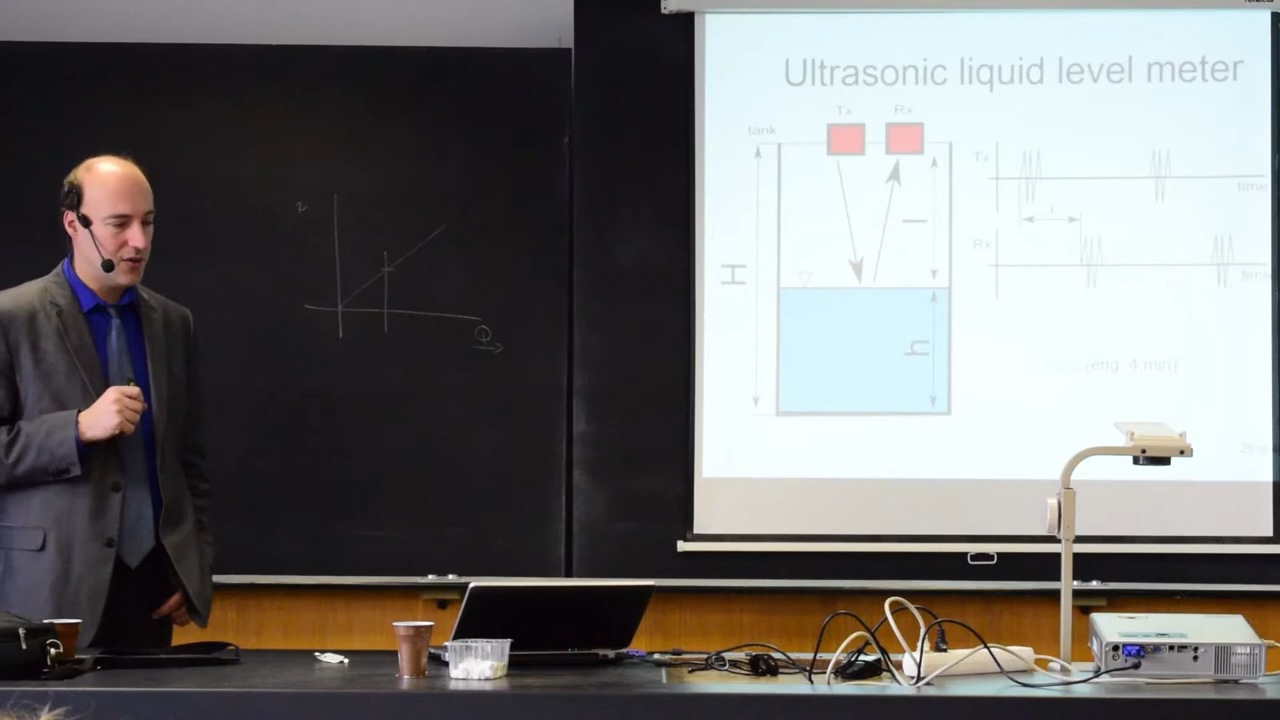 Ultrasonic liquid level meter
Tx Rx
tank
H
l
h
Tx
time
t
Rx
time
(eng. 4 min)
Q